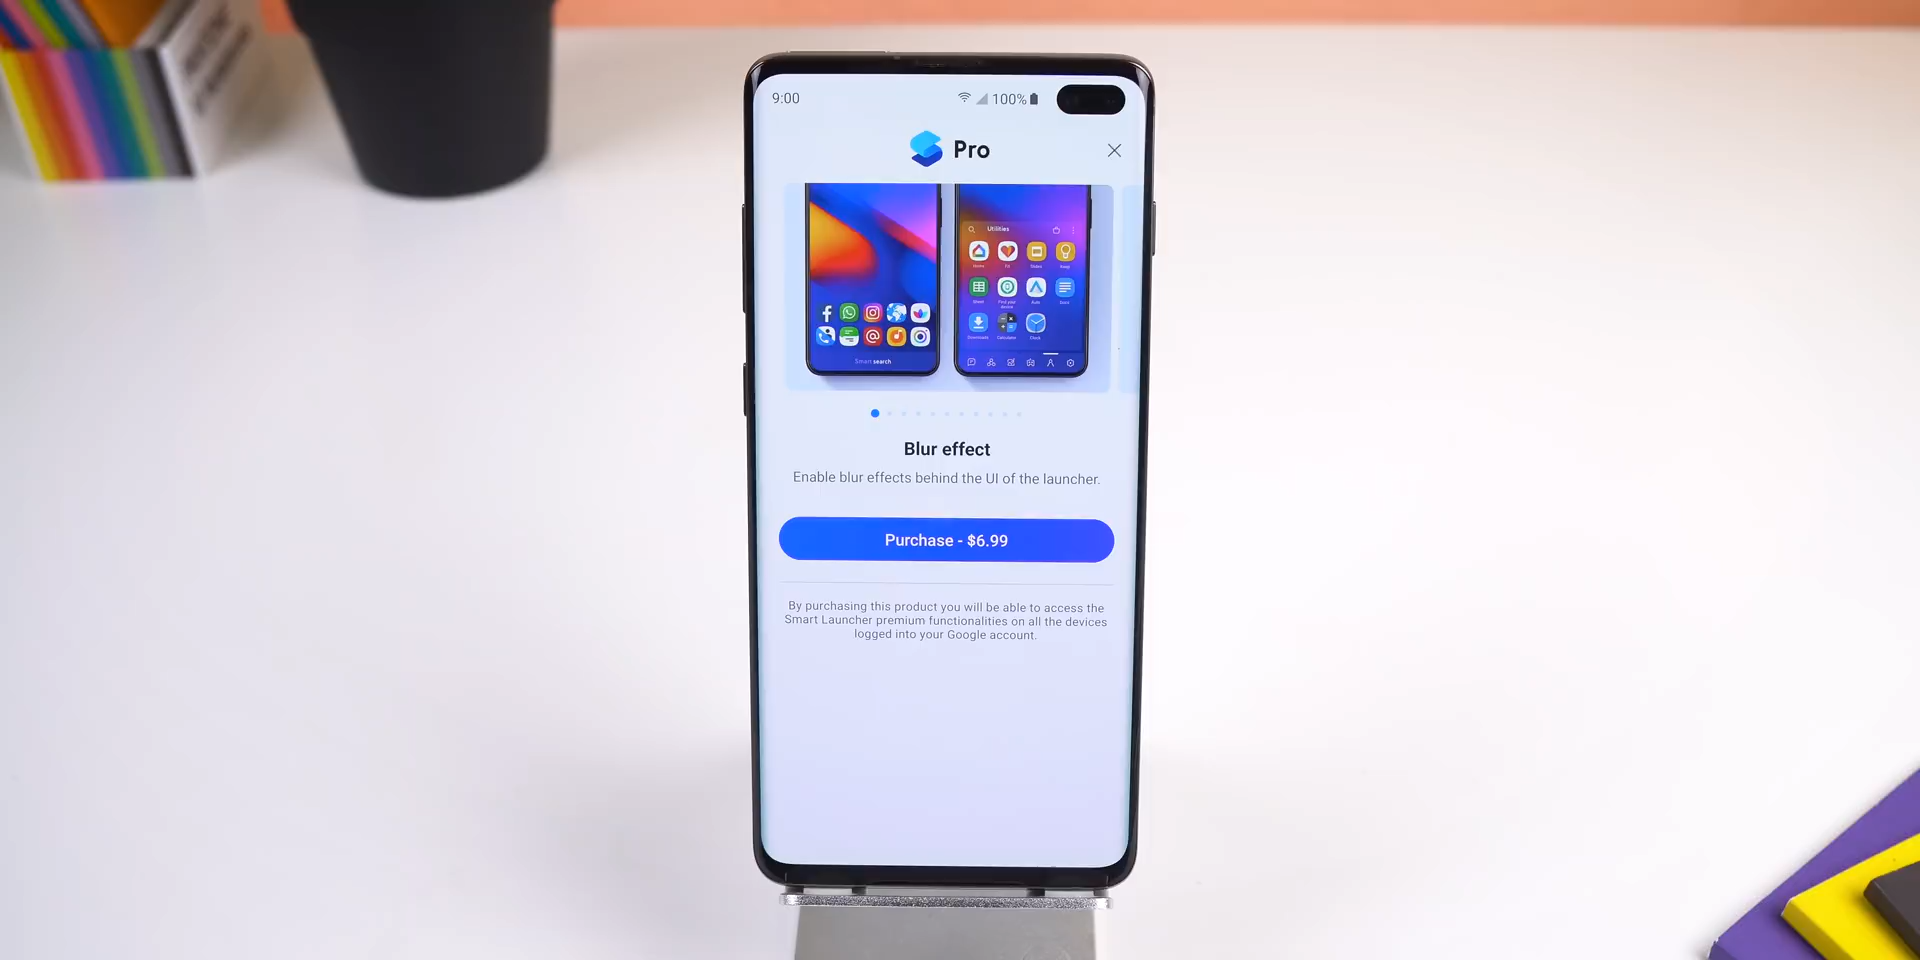 9:00
100%
Pro
Utilities
Smart search
Blur effect
Enable blur effects behind the UI of the launcher.
Purchase - $6.99
By purchasing this product you will be able to access the
Smart Launcher premium functionalities on all the devices
logged into your Google account.